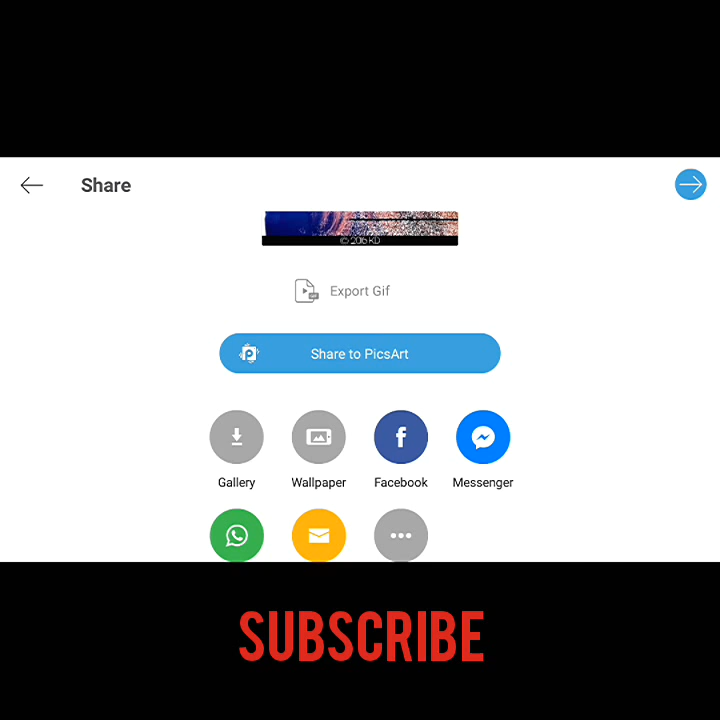 Share
© 2016 KD
Export Gif
Share to PicsArt
Gallery Wallpaper Facebook Messenger
SUBSCRIBE